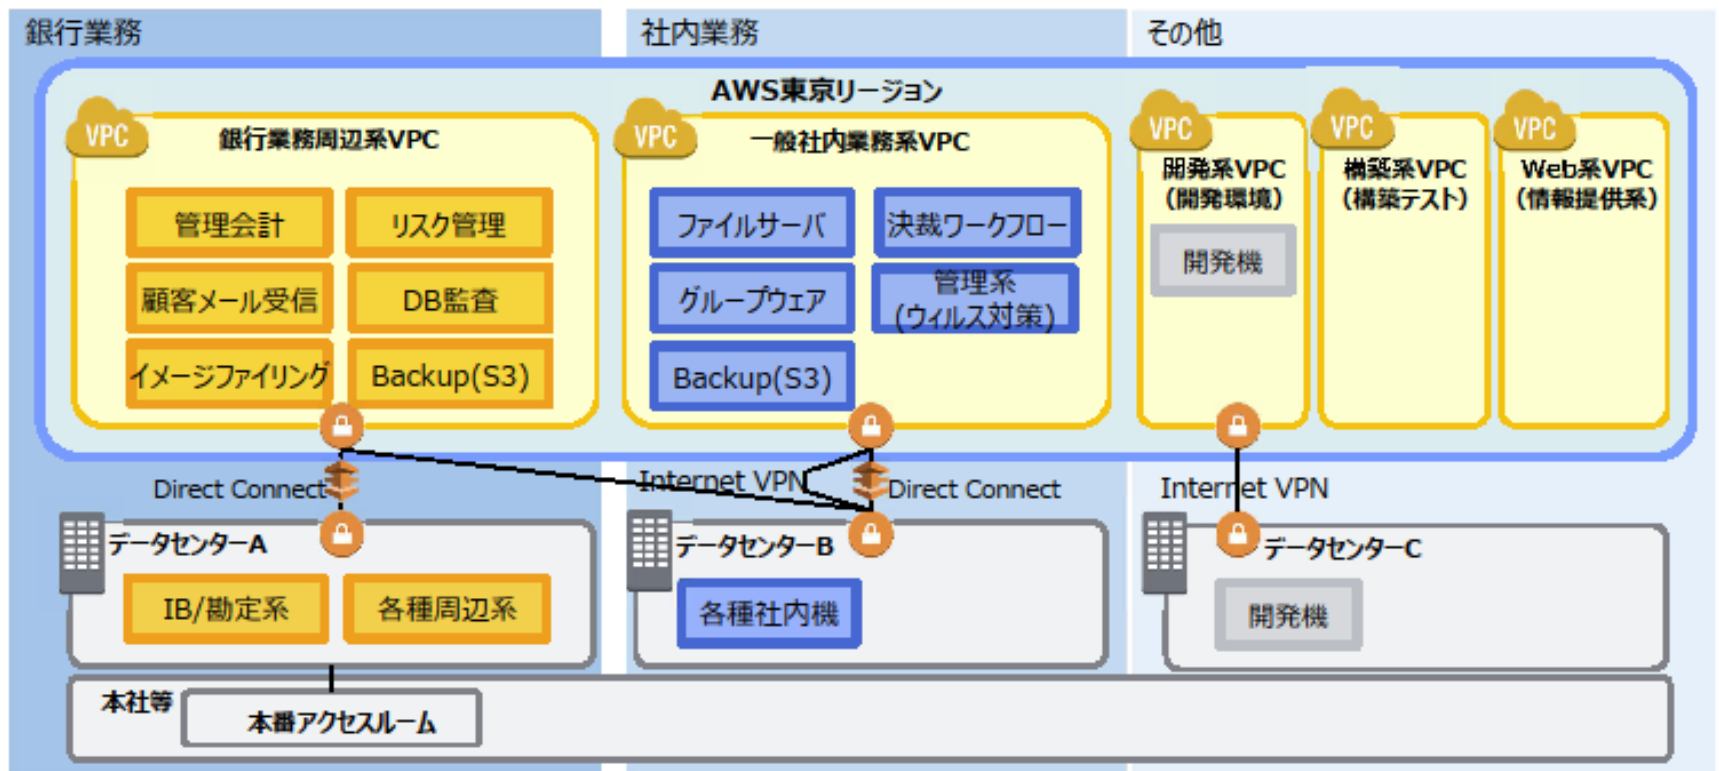 銀行業務
社内業務
その他
AWS東京リージョン
VPC
銀行業務周辺系VPC
管理会計
リスク管理
顧客メール受信
DB監査
イメージファイリング
Backup(S3)
VPC
一般社内業務系VPC
ファイルサーバ
決裁ワークフロー
グループウェア
管理系
(ウィルス対策)
Backup(S3)
VPC
開発系VPC
(開発環境)
開発機
VPC
構築系VPC
(構築テスト)
VPC
Web系VPC
(情報提供系)
Direct Connect
Internet VPN
Direct Connect
Internet VPN
データセンターA
IB/勘定系
各種周辺系
データセンターB
各種社内機
データセンターC
開発機
本社等
本番アクセスルーム